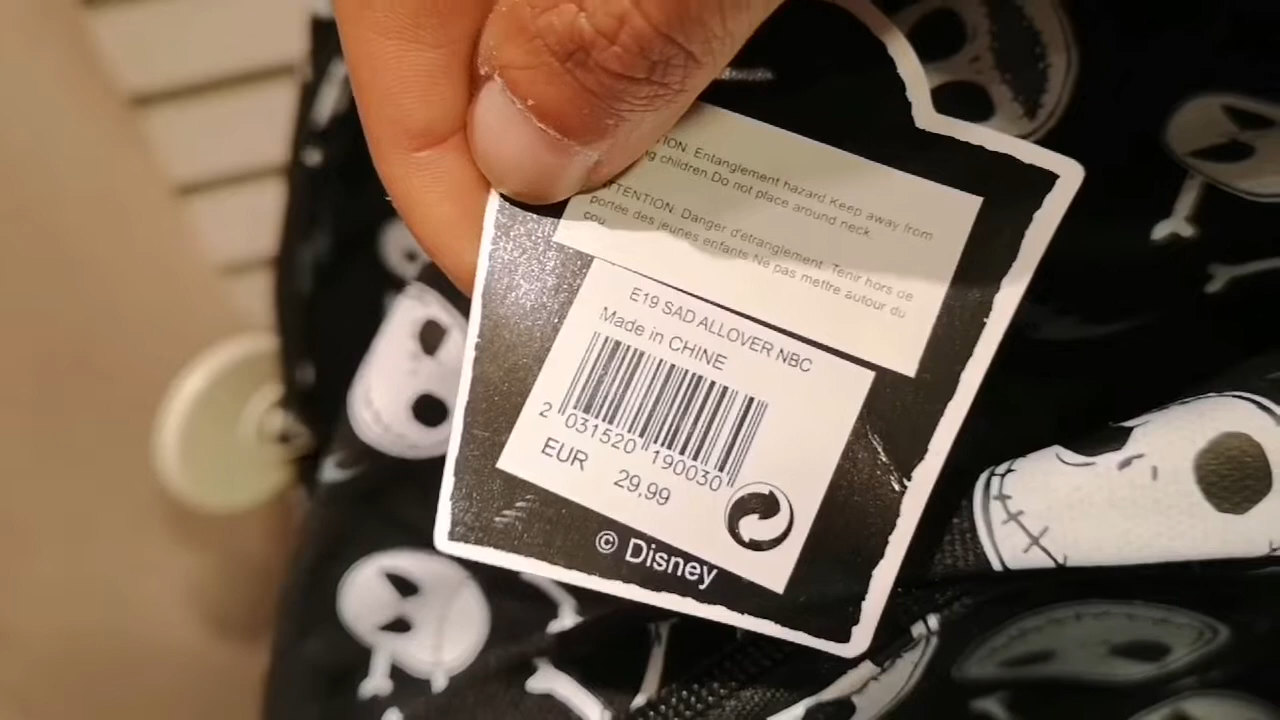 Entanglement hazard.Keep away from
children.Do not place around neck.
ATTENTION. Danger d'étranglement. Tenir hors de
portée des jeunes enfants Ne pas mettre autour du
cou
E19 SAD ALLOVER NBC
Made in CHINE
2 031520 190030
EUR 29,99
© Disney